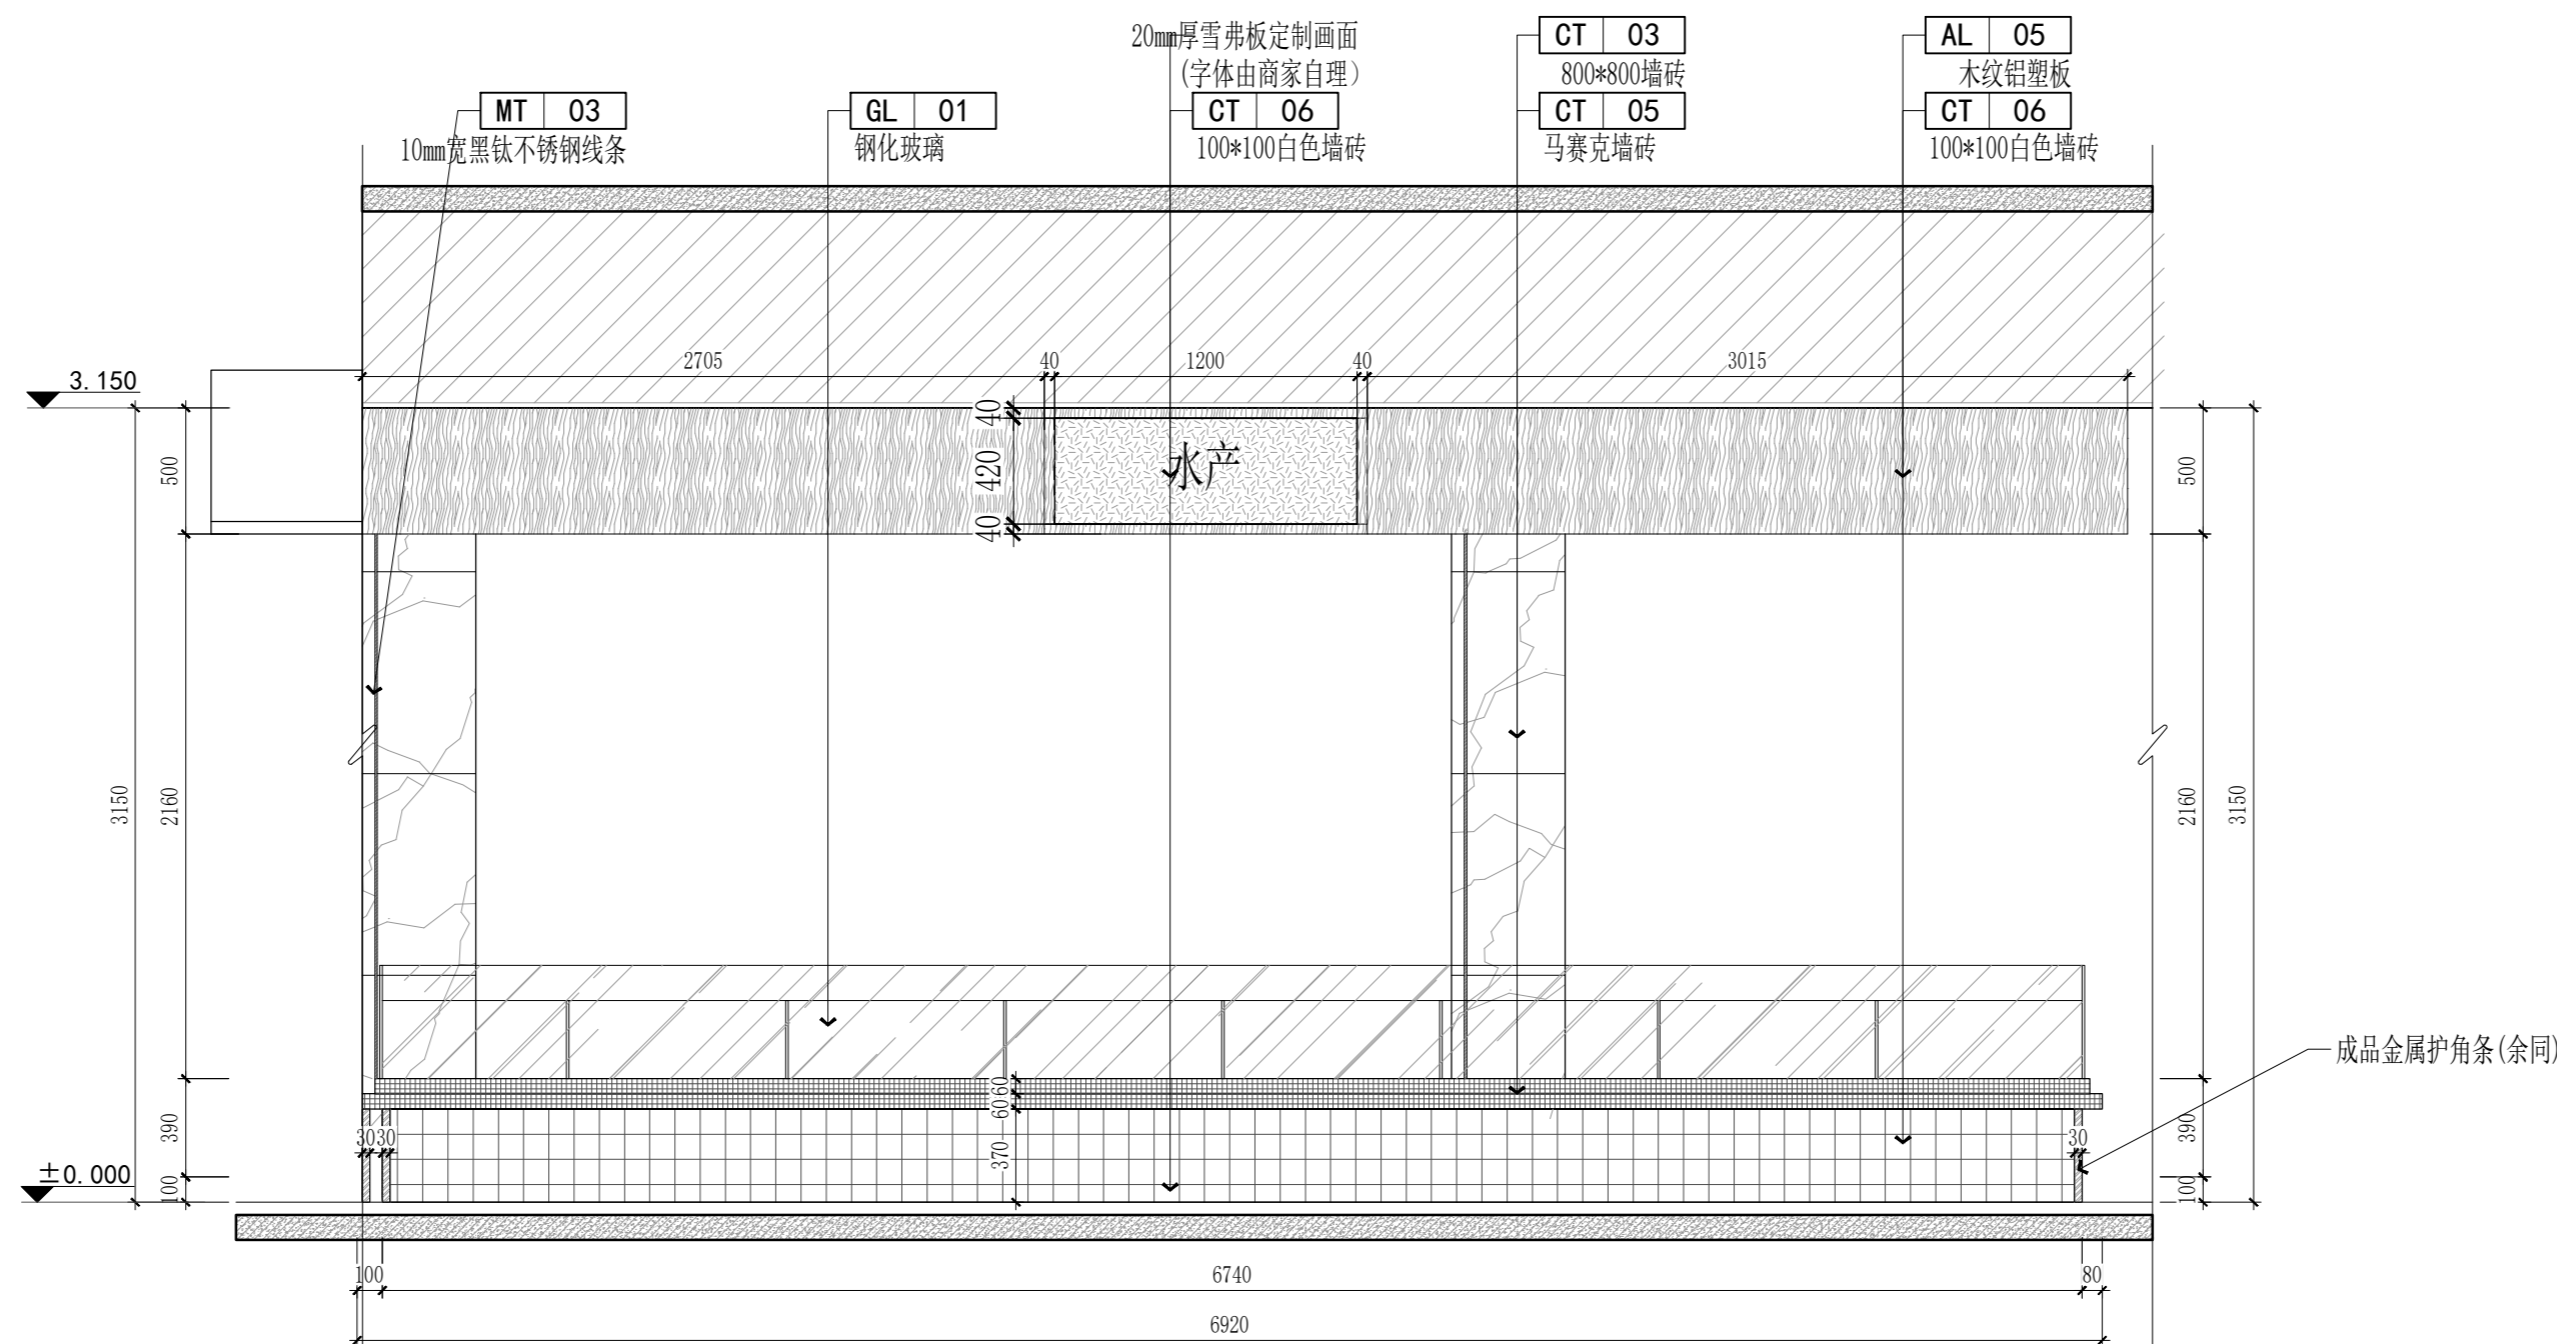 20mm厚雪弗板定制画面
(字体由商家自理)
CT 03
800*800墙砖
AL 05
木纹铝塑板
MT 03
10mm宽黑钛不锈钢线条
GL 01
钢化玻璃
CT 06
100*100白色墙砖
CT 05
马赛克墙砖
CT 06
100*100白色墙砖
2705
40
1200
40
3015
3.150
40
420
40
水产
500
500
3150
2160
2160
3150
成品金属护角条(余同)
60
60
370
390
100
390
100
30
30
30
±0.000
100
6740
80
6920